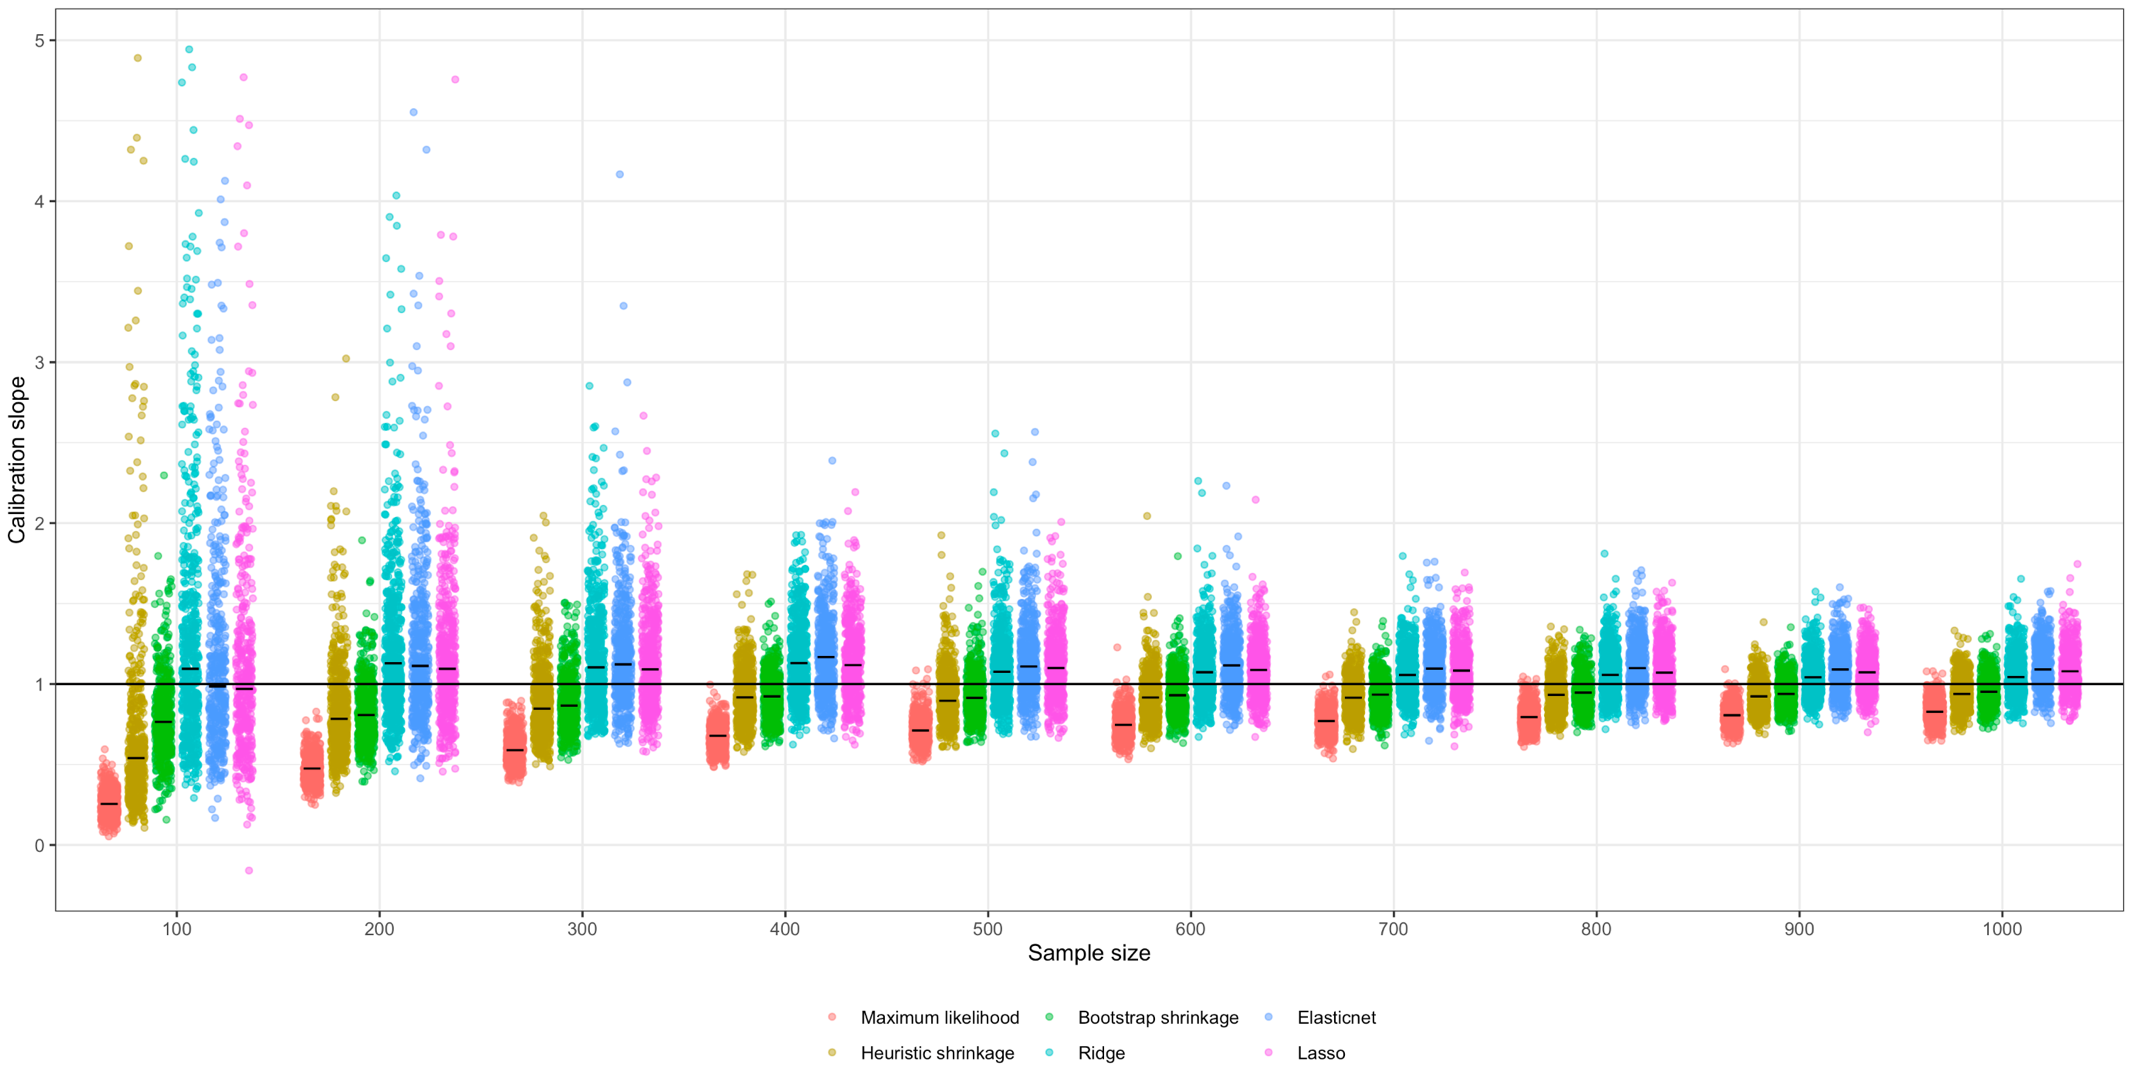 5
4
3
2
1
0
Calibration slope
100 200 300 400 500 600 700 800 900 1000
Sample size
Maximum likelihood Bootstrap shrinkage Elasticnet
Heuristic shrinkage Ridge Lasso